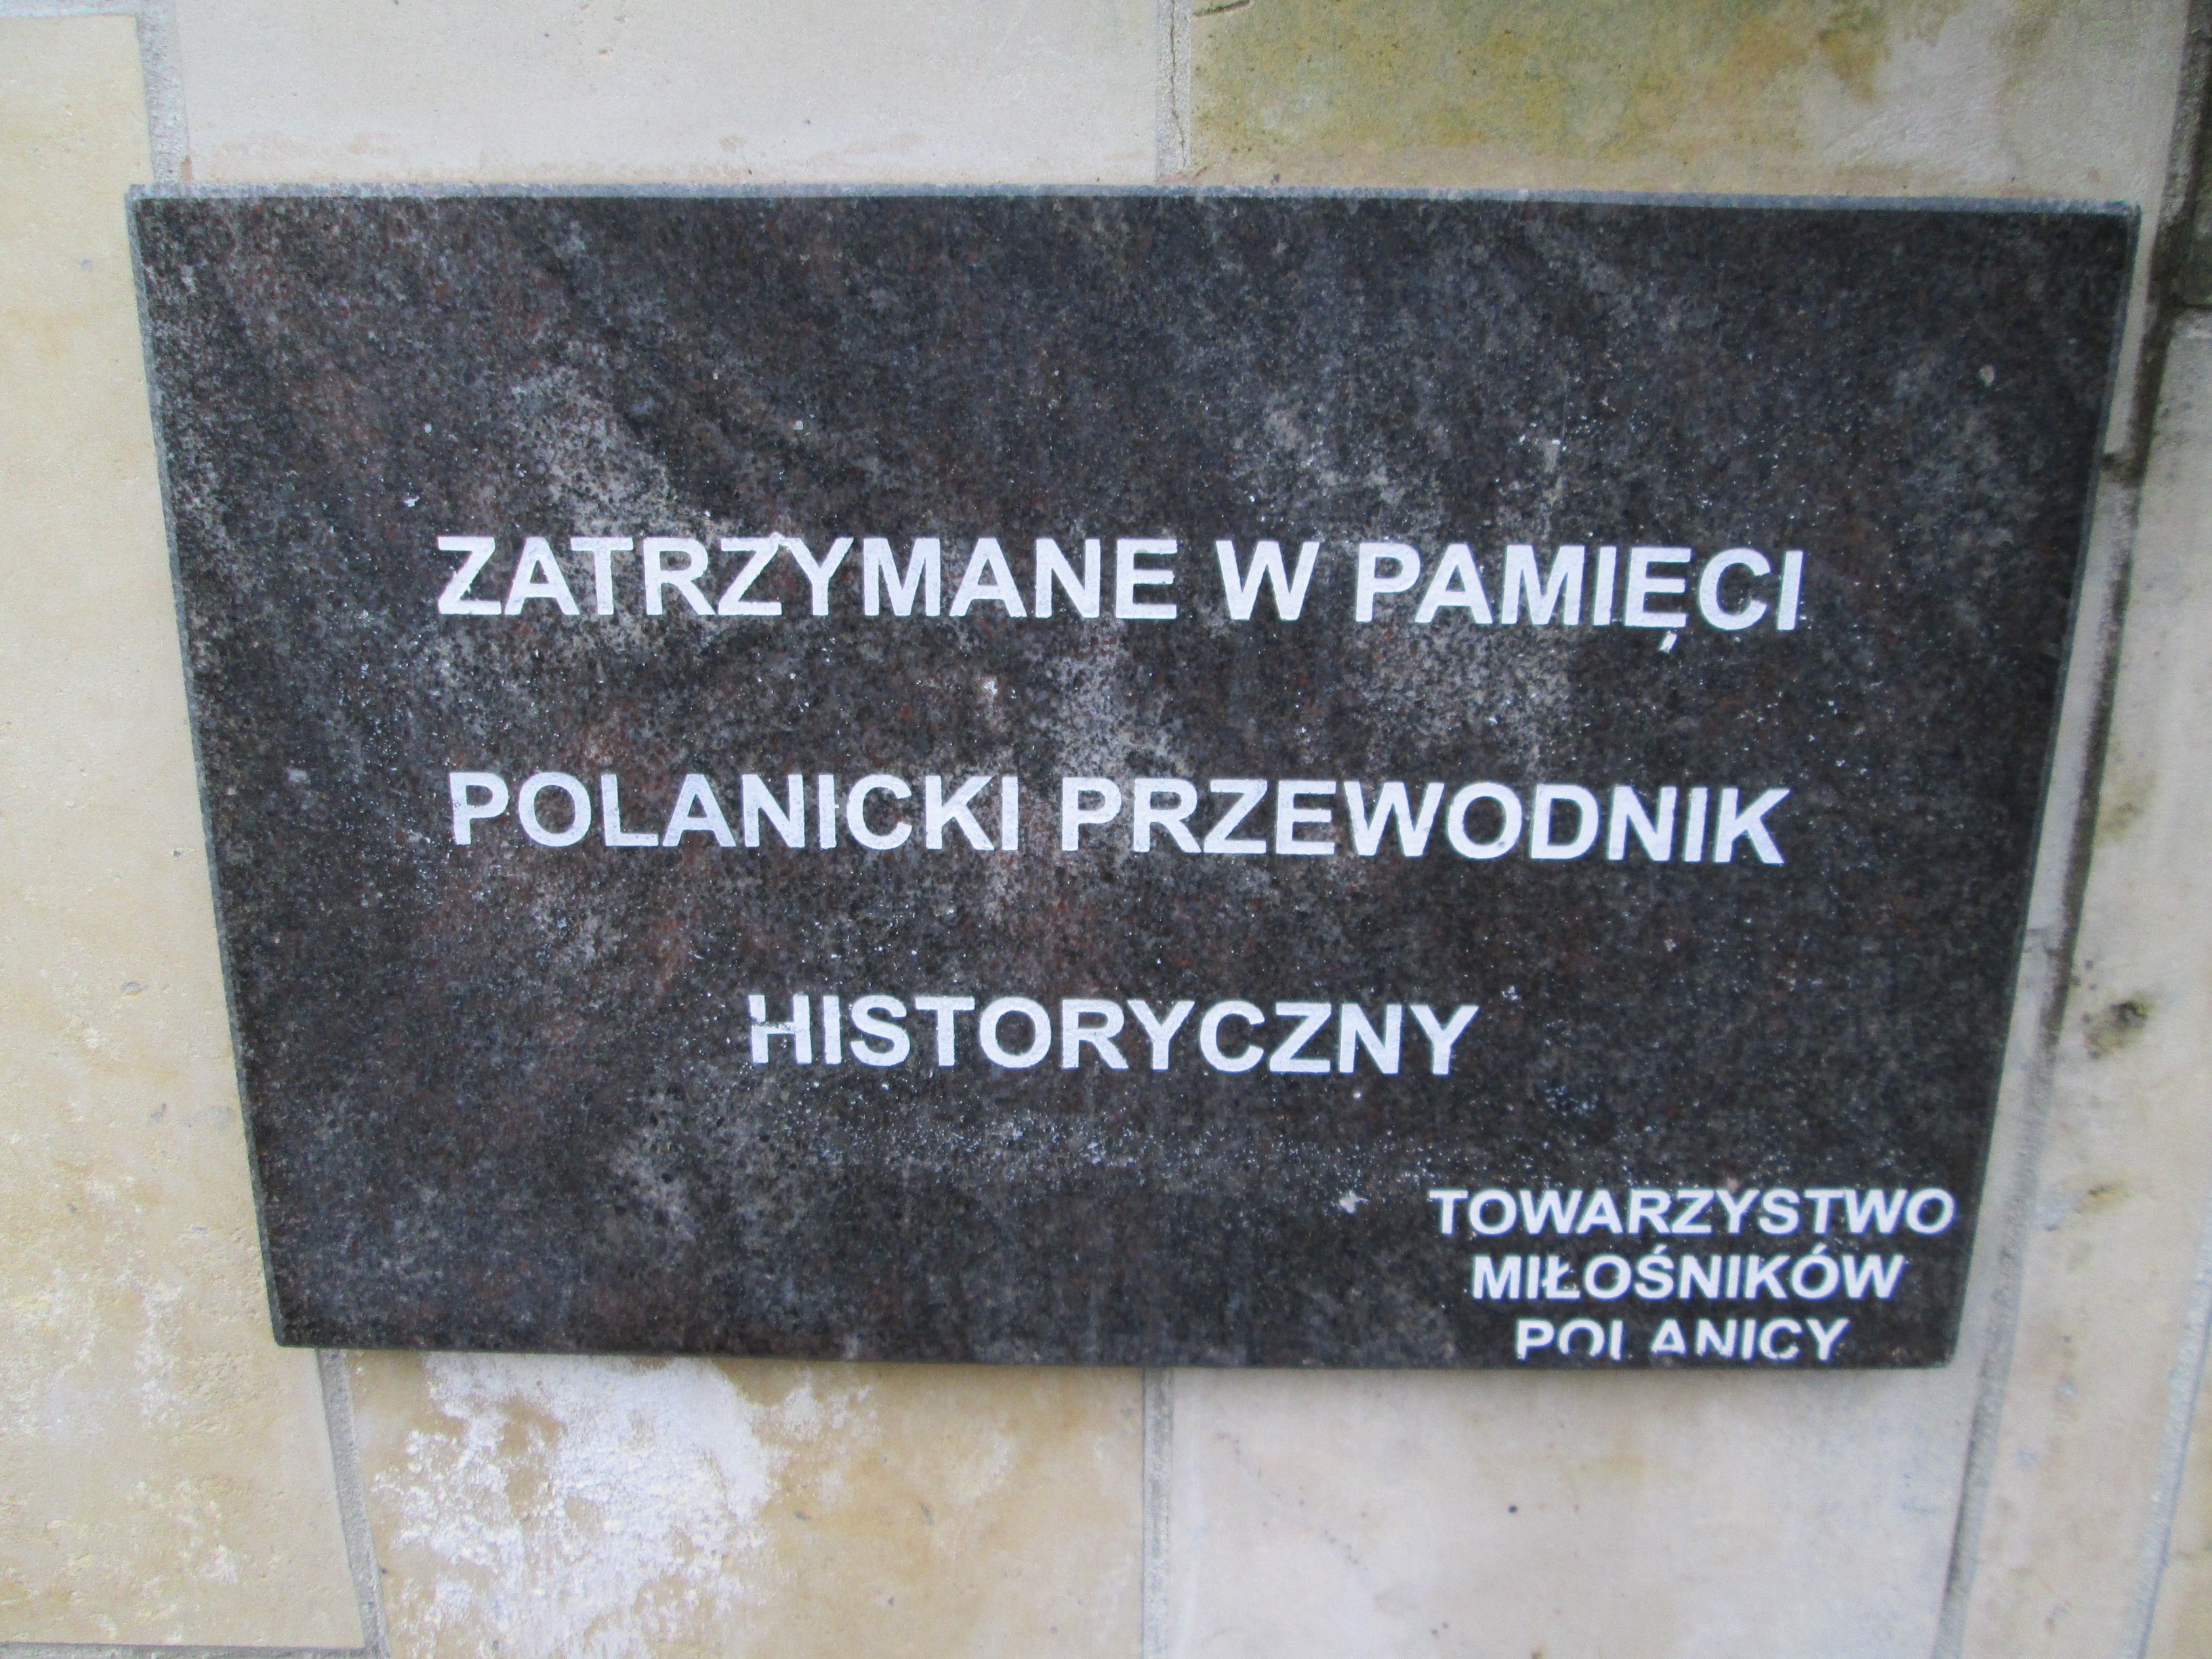 ZATRZYMANE W PAMIĘCI
POLANICKI PRZEWODNIK
HISTORYCZNY
TOWARZYSTWO
MIŁOŚNIKÓW
POLANICY